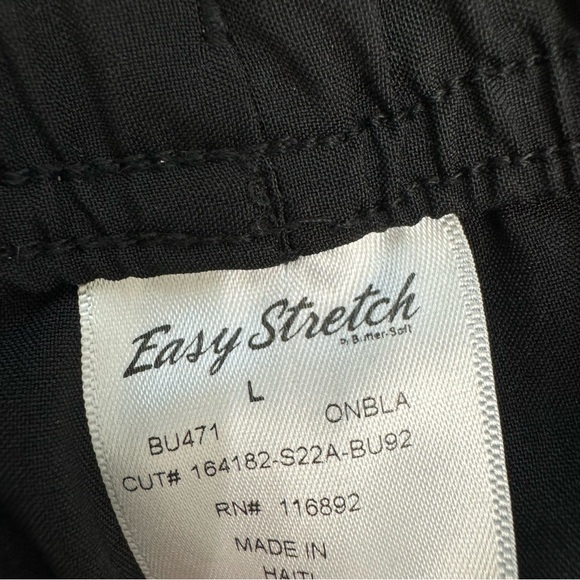 Easy Stretch
by Butter-Soft
L
BU471 ONBLA
CUT# 164182-S22A-BU92
RN# 116892
MADE IN
HAITI